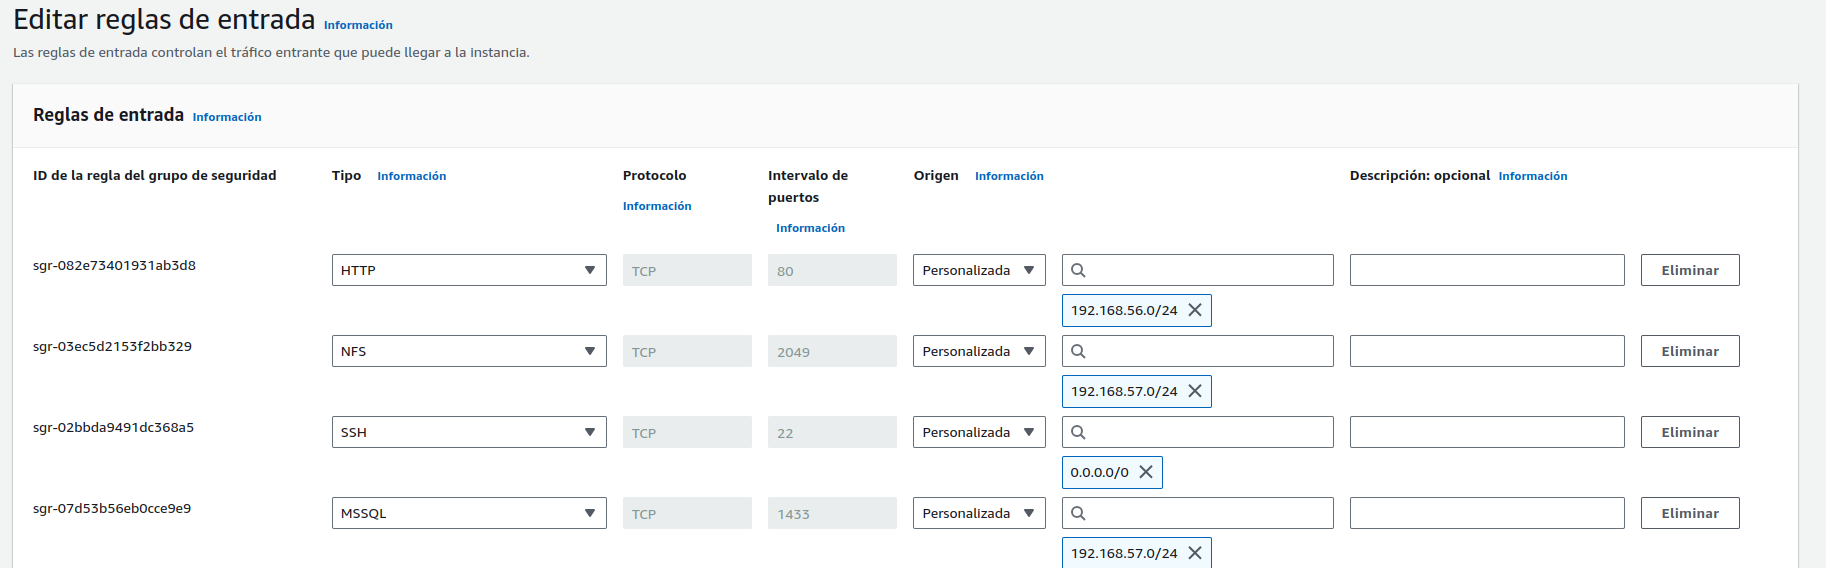 Editar reglas de entrada Información
Las reglas de entrada controlan el tráfico entrante que puede llegar a la instancia.
Reglas de entrada Información
ID de la regla del grupo de seguridad Tipo Información Protocolo Intervalo de Origen Información Descripción: opcional Información
puertos
Información
Información
sgr-082e73401931ab3d8 HTTP TCP 80 Personalizada Eliminar
192.168.56.0/24
sgr-03ec5d2153f2bb329 NFS TCP 2049 Personalizada Eliminar
192.168.57.0/24
sgr-02bbda9491dc368a5 SSH TCP 22 Personalizada Eliminar
0.0.0.0/0
sgr-07d53b56eb0cce9e9 MSSQL TCP 1433 Personalizada Eliminar
192.168.57.0/24